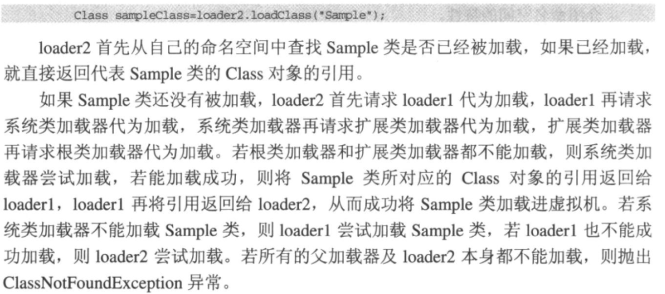 Class sampleClass=loader2.loadClass("Sample");
loader2 首先从自己的命名空间中查找 Sample 类是否已经被加载，如果已经加载，
就直接返回代表 Sample 类的 Class 对象的引用。
如果 Sample 类还没有被加载，loader2 首先请求 loader1 代为加载，loader1 再请求
系统类加载器代为加载，系统类加载器再请求扩展类加载器代为加载，扩展类加载器
再请求根类加载器代为加载。若根类加载器和扩展类加载器都不能加载，则系统类加
载器尝试加载，若能加载成功，则将 Sample 类所对应的 Class 对象的引用返回给
loader1，loader1 再将引用返回给 loader2，从而成功将 Sample 类加载进虚拟机。若系
统类加载器不能加载 Sample 类，则 loader1 尝试加载 Sample 类，若 loader1 也不能成
功加载，则 loader2 尝试加载。若所有的父加载器及 loader2 本身都不能加载，则抛出
ClassNotFoundException 异常。